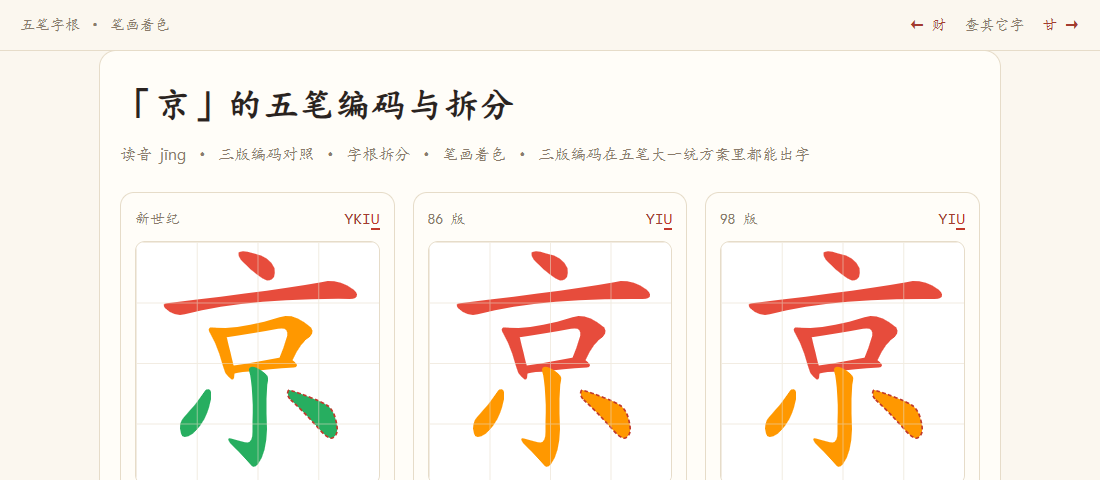 五笔字根 • 笔画着色
← 财 查其它字 甘 →
「京」的五笔编码与拆分
读音 jīng • 三版编码对照 • 字根拆分 • 笔画着色 • 三版编码在五笔大一统方案里都能出字
新世纪 YKIU
86 版 YIU
98 版 YIU
京 京 京